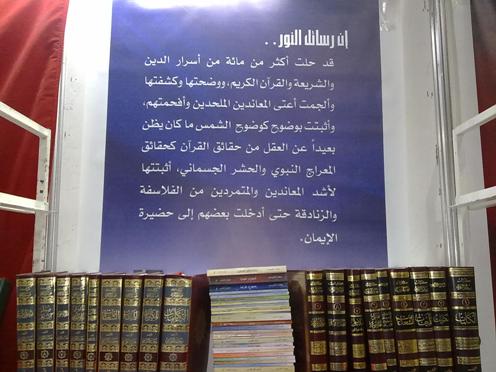 إن رسائل النور..
قد حلت أكثر من مائة من أسرار الدين
والشريعة والقرآن الكريم، ووضحتها وكشفتها
وألجمت أعتى المعاندين الملحدين وأفحمتهم،
وأثبتت بوضوح كوضوح الشمس ما كان يظن
بعيداً عن العقل من حقائق القرآن كحقائق
المعراج النبوي والحشر الجسماني، أثبتتها
لأشد المعاندين والمتمردين من الفلاسفة
والزنادقة حتى أدخلت بعضهم إلى حضيرة
الإيمان.